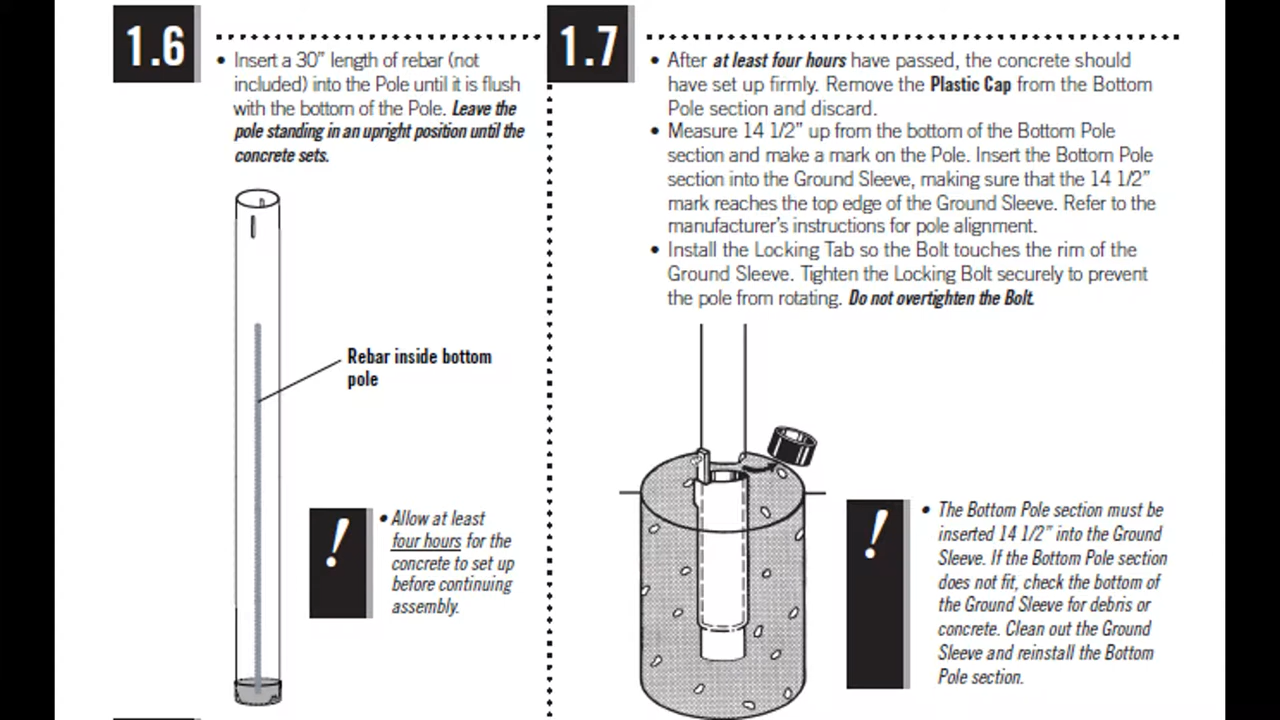 1.6
• Insert a 30” length of rebar (not
included) into the Pole until it is flush
with the bottom of the Pole. Leave the
pole standing in an upright position until the
concrete sets.
Rebar inside bottom
pole
!
• Allow at least
four hours for the
concrete to set up
before continuing
assembly.
1.7
• After at least four hours have passed, the concrete should
have set up firmly. Remove the Plastic Cap from the Bottom
Pole section and discard.
• Measure 14 1/2” up from the bottom of the Bottom Pole
section and make a mark on the Pole. Insert the Bottom Pole
section into the Ground Sleeve, making sure that the 14 1/2”
mark reaches the top edge of the Ground Sleeve. Refer to the
manufacturer’s instructions for pole alignment.
• Install the Locking Tab so the Bolt touches the rim of the
Ground Sleeve. Tighten the Locking Bolt securely to prevent
the pole from rotating. Do not overtighten the Bolt.
!
• The Bottom Pole section must be
inserted 14 1/2” into the Ground
Sleeve. If the Bottom Pole section
does not fit, check the bottom of
the Ground Sleeve for debris or
concrete. Clean out the Ground
Sleeve and reinstall the Bottom
Pole section.